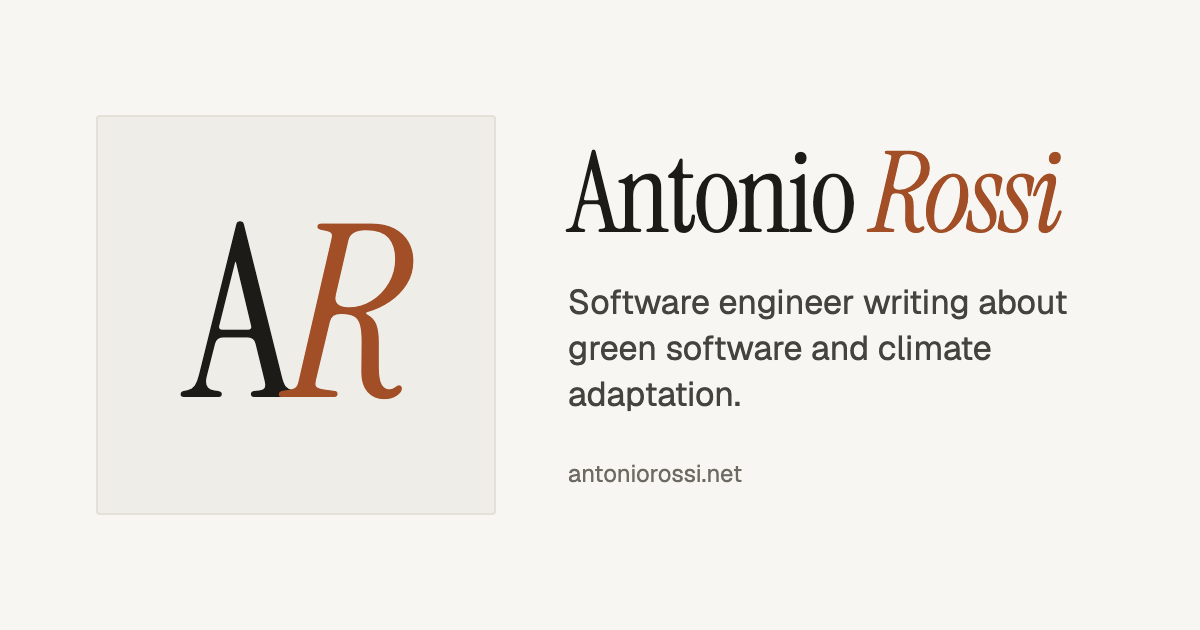 AR
Antonio Rossi
Software engineer writing about
green software and climate
adaptation.
antoniorossi.net